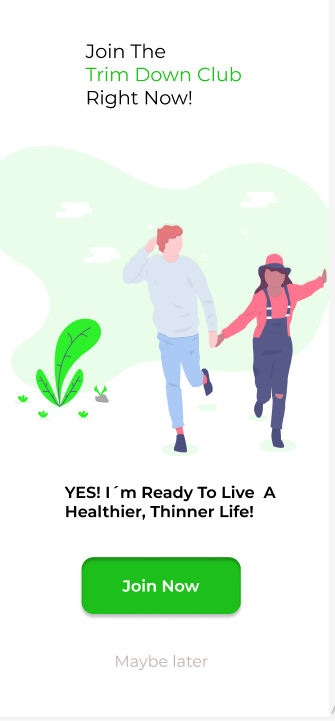 Join The
Trim Down Club
Right Now!
YES! I´m Ready To Live  A
Healthier, Thinner Life!
Join Now
Maybe later